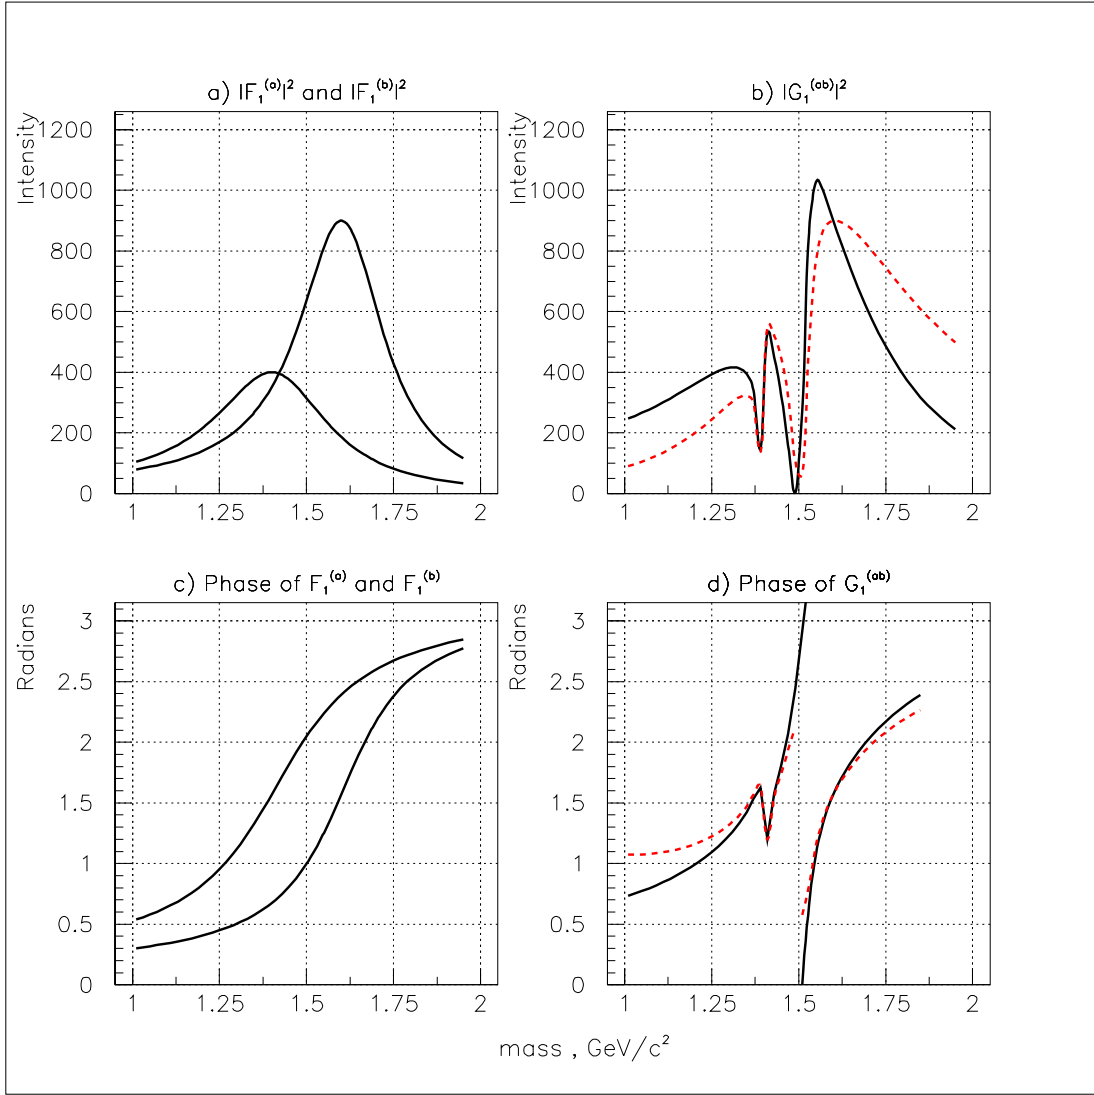 a) |F₁⁽ᵃ⁾|² and |F₁⁽ᵇ⁾|²
Intensity
1200
1000
800
600
400
200
0
1 1.25 1.5 1.75 2
b) |G₁⁽ᵃᵇ⁾|²
Intensity
1200
1000
800
600
400
200
0
1 1.25 1.5 1.75 2
c) Phase of F₁⁽ᵃ⁾ and F₁⁽ᵇ⁾
Radians
3
2.5
2
1.5
1
0.5
0
1 1.25 1.5 1.75 2
d) Phase of G₁⁽ᵃᵇ⁾
Radians
3
2.5
2
1.5
1
0.5
0
1 1.25 1.5 1.75 2
mass , GeV/c²